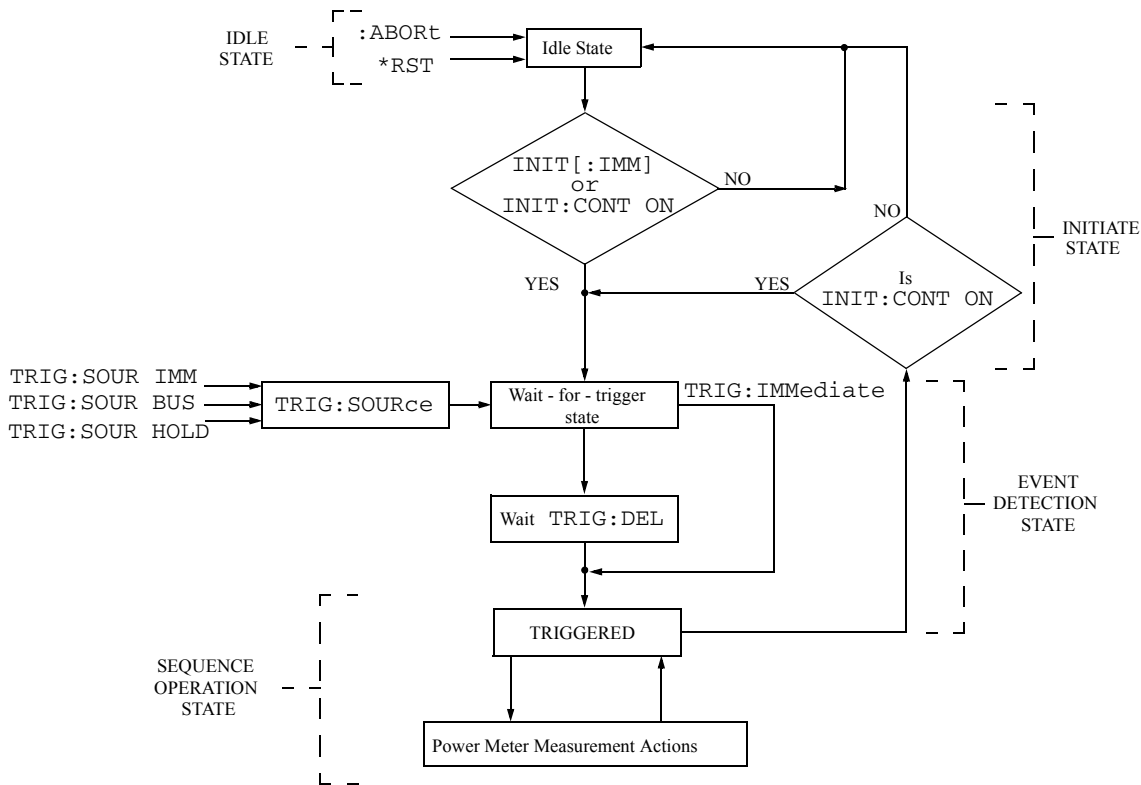 IDLE
STATE
:ABORt
*RST
Idle State
INIT[:IMM]
or
INIT:CONT ON
NO
YES
NO
Is
INIT:CONT ON
YES
INITIATE
STATE
TRIG:SOUR IMM
TRIG:SOUR BUS
TRIG:SOUR HOLD
TRIG:SOURce
Wait - for - trigger
state
TRIG:IMMediate
Wait TRIG:DEL
EVENT
DETECTION
STATE
TRIGGERED
SEQUENCE
OPERATION
STATE
Power Meter Measurement Actions